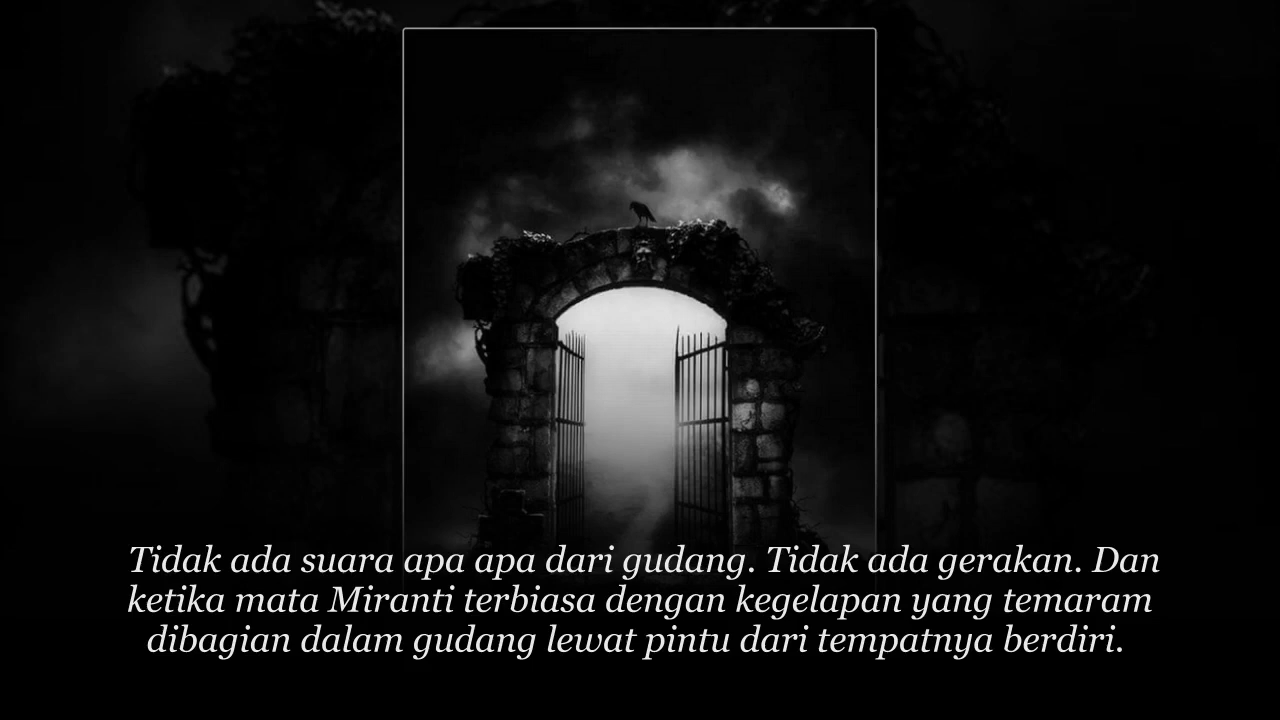 Tidak ada suara apa apa dari gudang. Tidak ada gerakan. Dan
ketika mata Miranti terbiasa dengan kegelapan yang temaram
dibagian dalam gudang lewat pintu dari tempatnya berdiri.